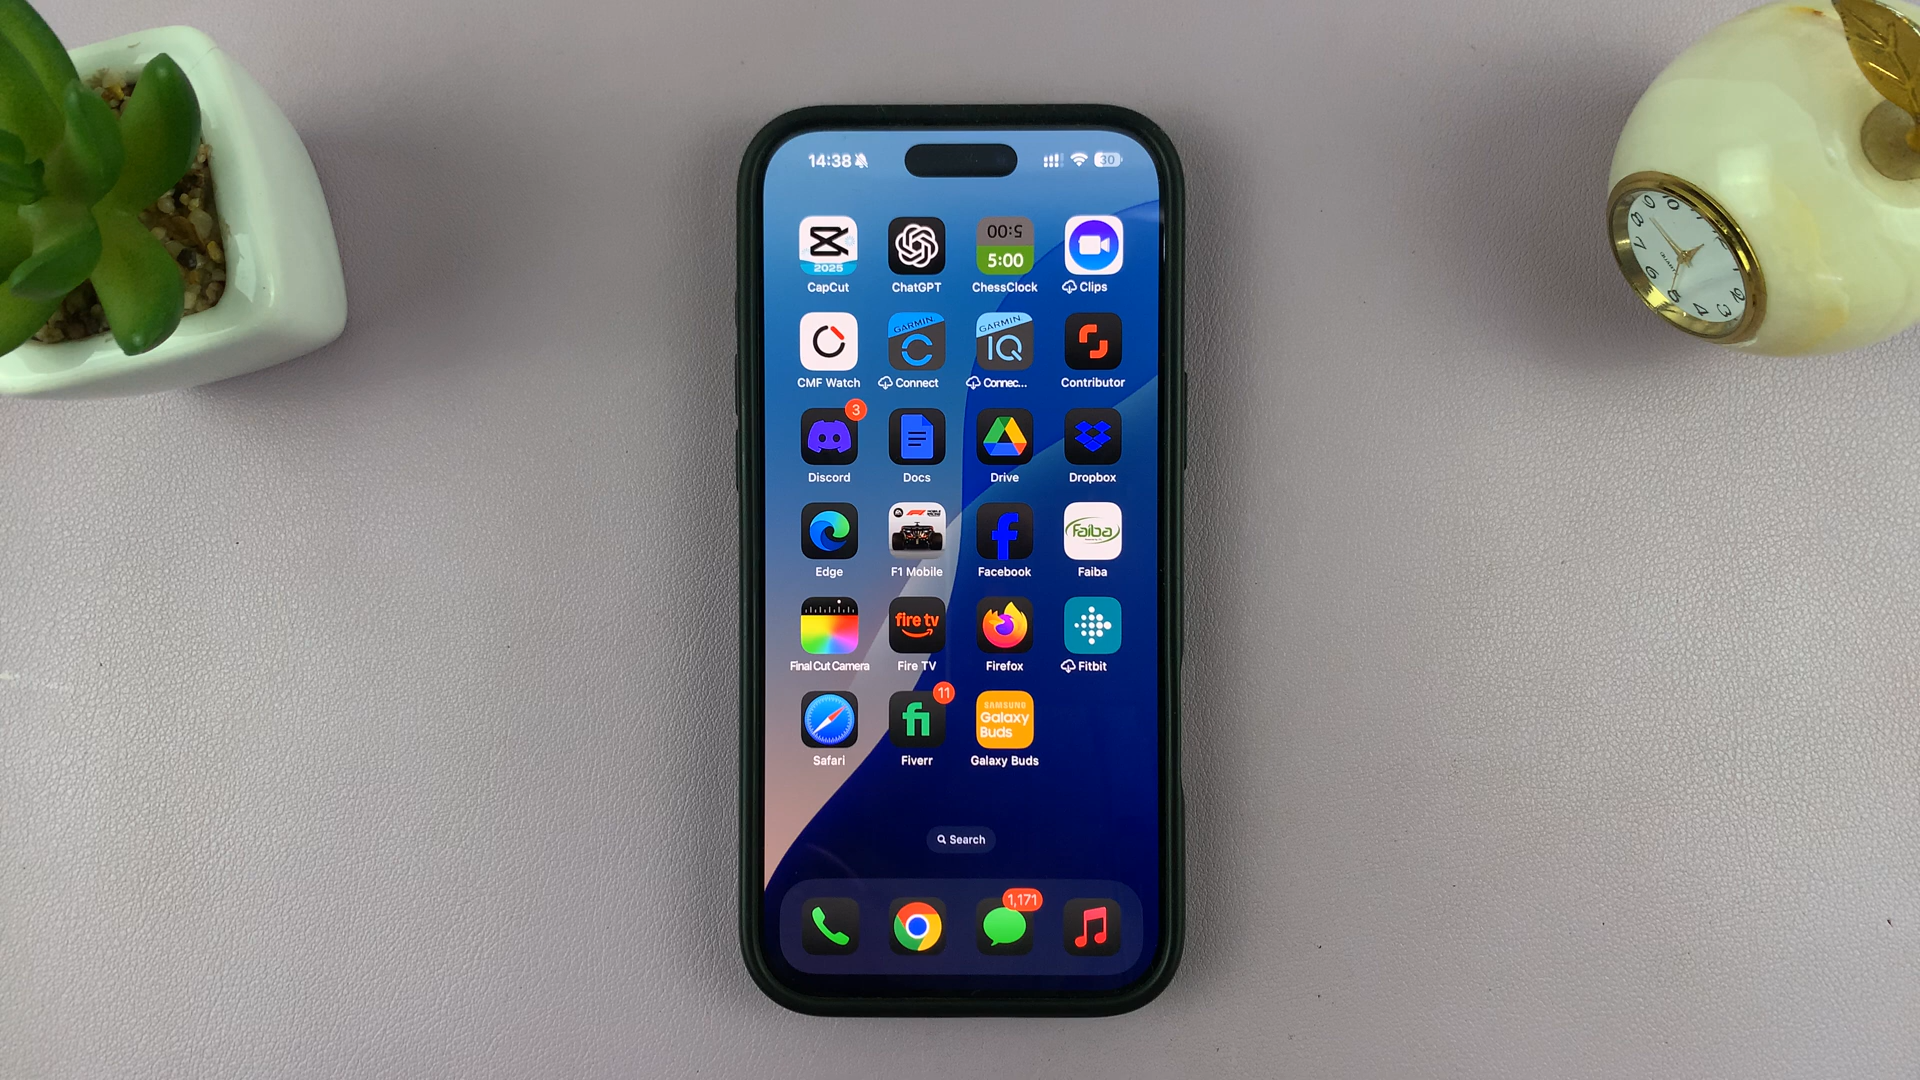 14:38 30
2025
00:5
5:00
CapCut ChatGPT ChessClock Clips
GARMIN GARMIN
IQ
CMF Watch Connect Connec... Contributor
3
Discord Docs Drive Dropbox
Faiba
Edge F1 Mobile Facebook Faiba
fire tv
Final Cut Camera Fire TV Firefox Fitbit
11
fi
SAMSUNG
Galaxy
Buds
Safari Fiverr Galaxy Buds
Search
1,171